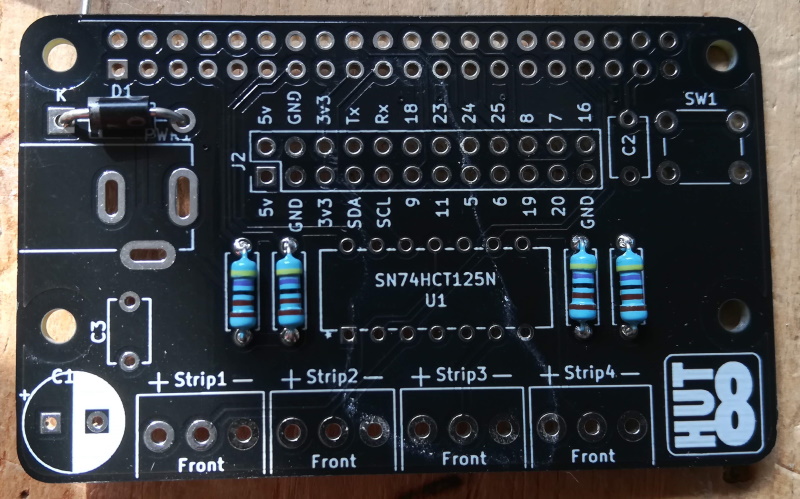 K
D1
PWR1
5v
GND
3v3
Tx
Rx
18
23
24
25
8
7
16
J2
5v
GND
3v3
SDA
SCL
9
11
5
6
19
20
GND
C2
SW1
SN74HCT125N
U1
*
C3
C1
+
+ Strip1 —
Front
+ Strip2 —
Front
+ Strip3 —
Front
+ Strip4 —
Front
HUT
8